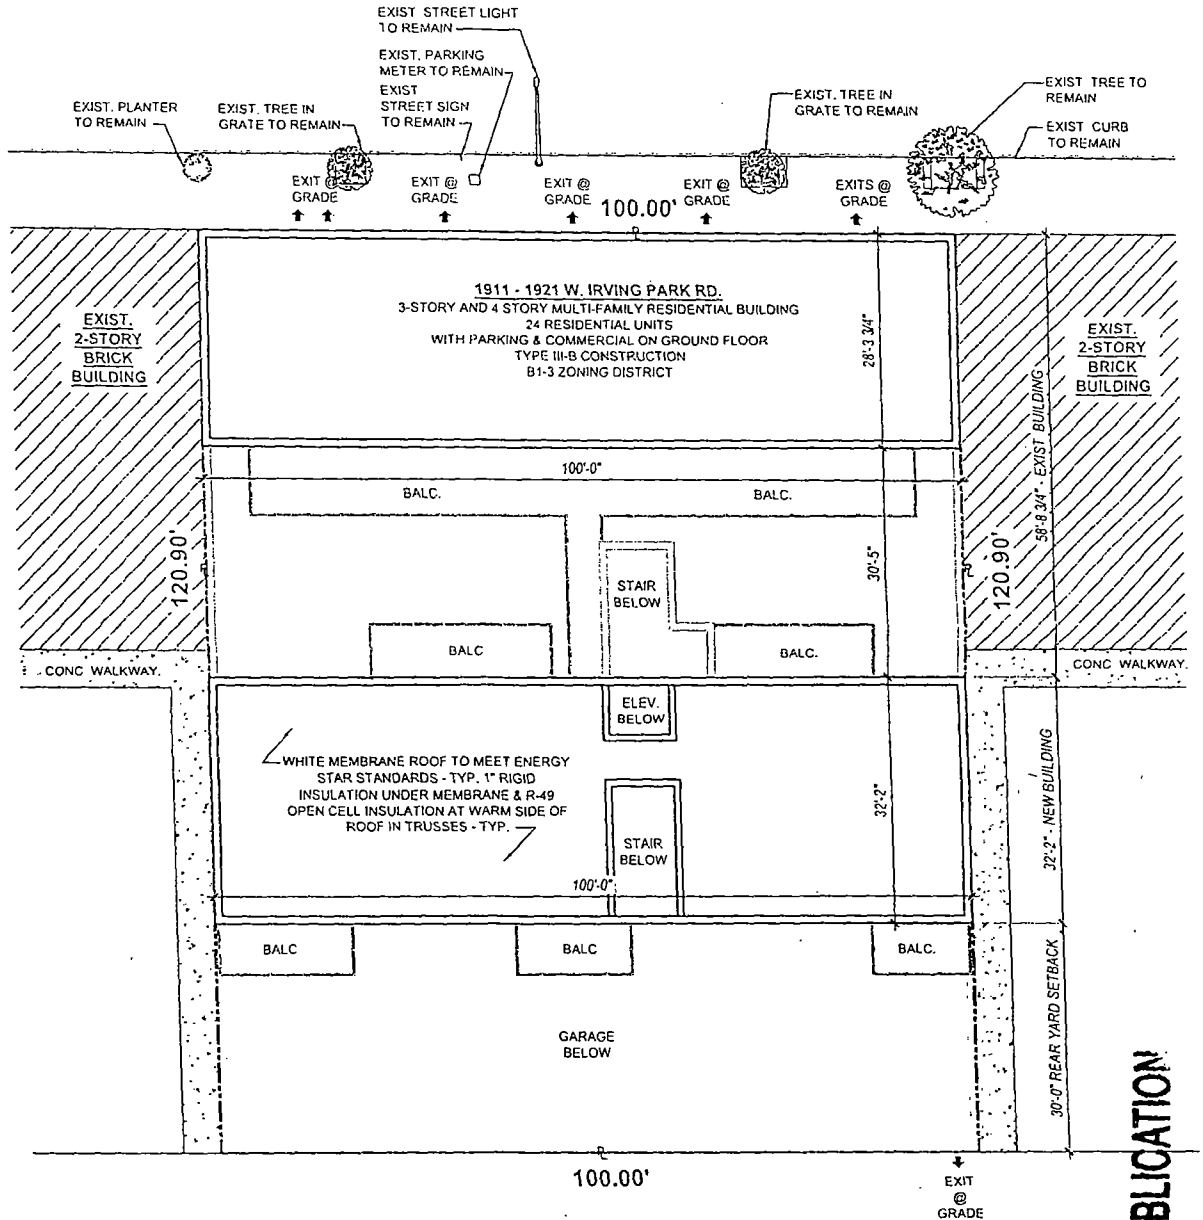 EXIST STREET LIGHT
TO REMAIN
EXIST. PARKING
METER TO REMAIN
EXIST
STREET SIGN
TO REMAIN
EXIST. PLANTER
TO REMAIN
EXIST. TREE IN
GRATE TO REMAIN
EXIST. TREE IN
GRATE TO REMAIN
EXIST TREE TO
REMAIN
EXIST CURB
TO REMAIN
EXIT @
GRADE
EXIT @
GRADE
EXIT @
GRADE
EXIT @
GRADE
EXITS @
GRADE
100.00'
1911 - 1921 W. IRVING PARK RD.
3-STORY AND 4 STORY MULTI-FAMILY RESIDENTIAL BUILDING
24 RESIDENTIAL UNITS
WITH PARKING & COMMERCIAL ON GROUND FLOOR
TYPE III-B CONSTRUCTION
B1-3 ZONING DISTRICT
28'-3 3/4"
EXIST.
2-STORY
BRICK
BUILDING
EXIST.
2-STORY
BRICK
BUILDING
58'-8 3/4" - EXIST BUILDING
100'-0"
BALC.
BALC.
120.90'
30'-5"
120.90'
STAIR
BELOW
BALC
BALC.
CONC WALKWAY.
CONC WALKWAY.
ELEV.
BELOW
WHITE MEMBRANE ROOF TO MEET ENERGY
STAR STANDARDS - TYP. 1" RIGID
INSULATION UNDER MEMBRANE & R-49
OPEN CELL INSULATION AT WARM SIDE OF
ROOF IN TRUSSES - TYP.
STAIR
BELOW
32'-2"
32'-2" - NEW BUILDING
100'-0"
BALC
BALC
BALC.
GARAGE
BELOW
30'-0" REAR YARD SETBACK
100.00'
EXIT
@
GRADE
BLICATION